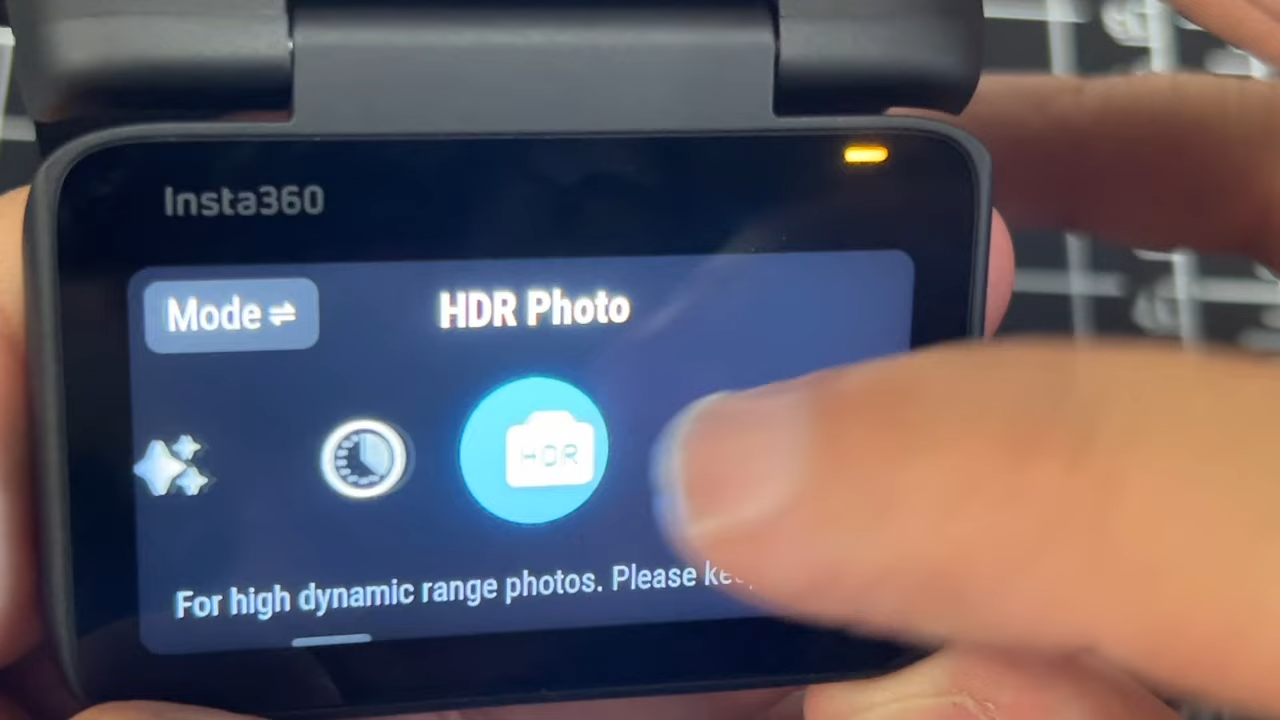 Insta360
Mode
HDR Photo
HDR
For high dynamic range photos. Please